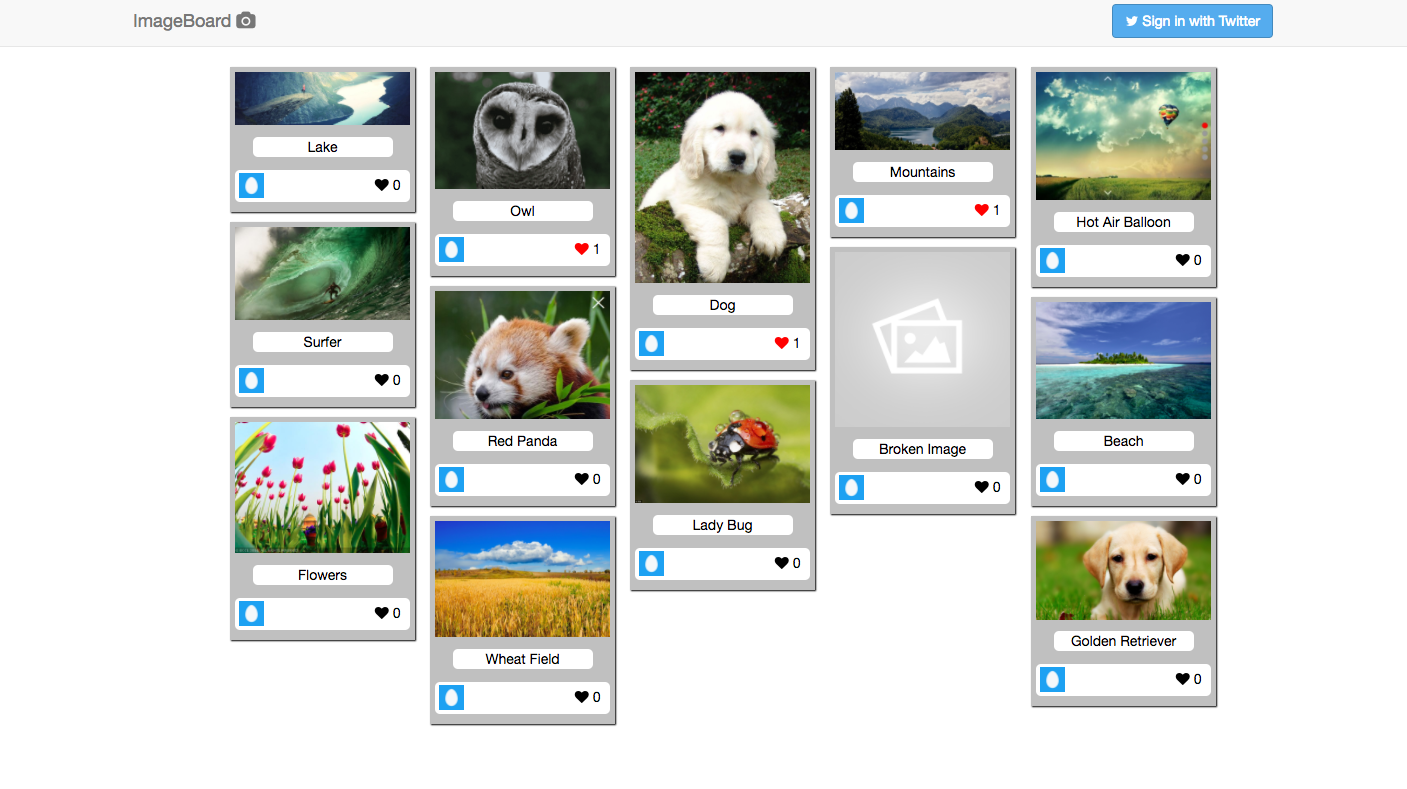 ImageBoard
Sign in with Twitter
Lake
0
Surfer
0
Flowers
0
Owl
1
Red Panda
0
Wheat Field
0
Dog
1
Lady Bug
0
Mountains
1
Broken Image
0
Hot Air Balloon
0
Beach
0
Golden Retriever
0